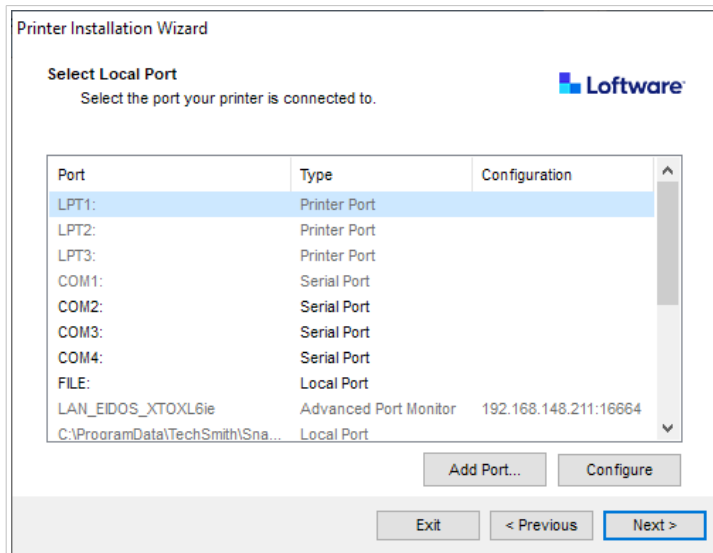 Printer Installation Wizard
Select Local Port
Select the port your printer is connected to.
Loftware
Port Type Configuration
LPT1: Printer Port
LPT2: Printer Port
LPT3: Printer Port
COM1: Serial Port
COM2: Serial Port
COM3: Serial Port
COM4: Serial Port
FILE: Local Port
LAN_EIDOS_XTOXL6ie Advanced Port Monitor 192.168.148.211:16664
C:\ProgramData\TechSmith\Sna... Local Port
Add Port... Configure
Exit < Previous Next >